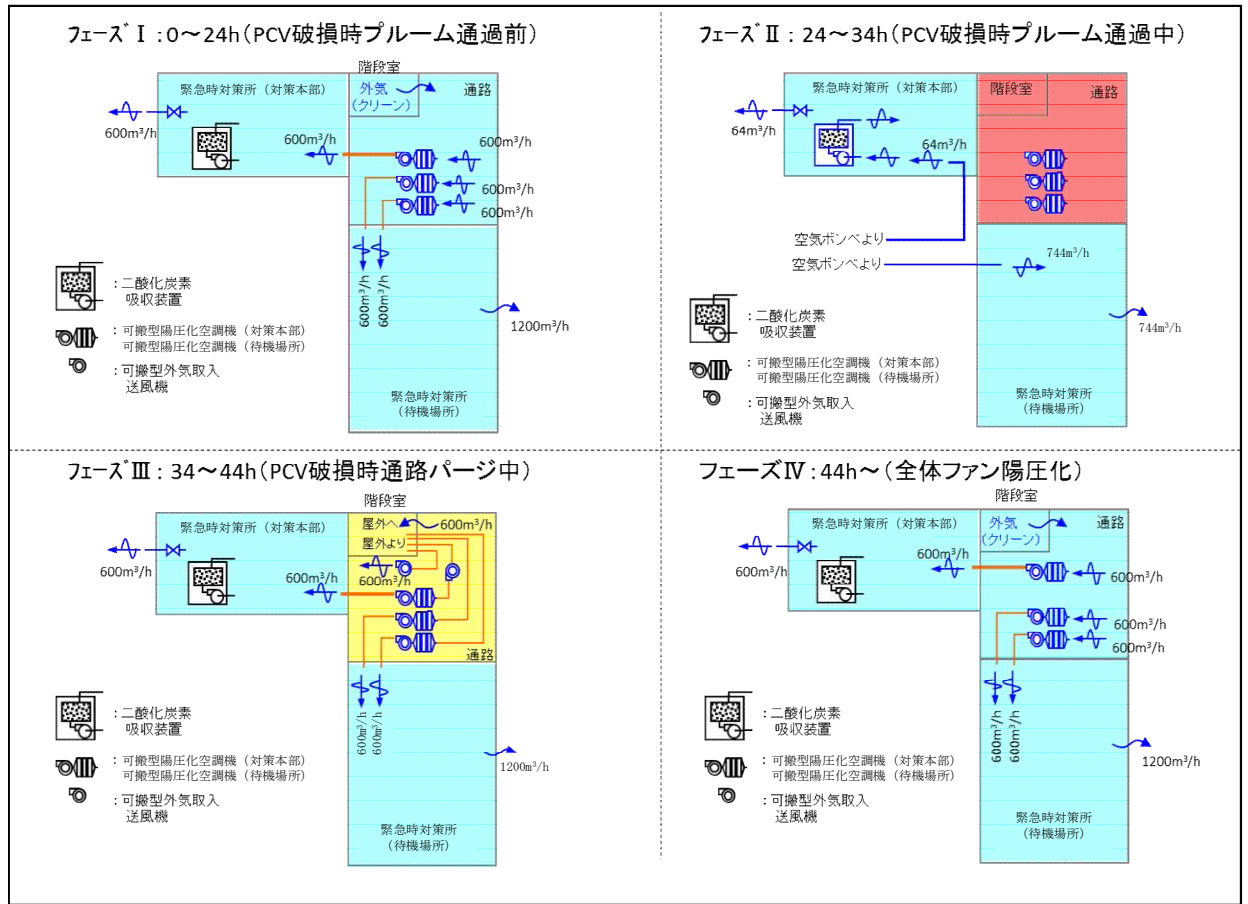 フェーズⅠ:0～24h(PCV破損時プルーム通過前)
階段室
緊急時対策所(対策本部)
外気
(クリーン)
通路
600m³/h
600m³/h
600m³/h
600m³/h
600m³/h
600m³/h
600m³/h
1200m³/h
:二酸化炭素
吸収装置
:可搬型陽圧化空調機(対策本部)
可搬型陽圧化空調機(待機場所)
:可搬型外気取入
送風機
緊急時対策所
(待機場所)
フェーズⅡ:24～34h(PCV破損時プルーム通過中)
緊急時対策所(対策本部)
階段室
通路
64m³/h
64m³/h
空気ボンベより
空気ボンベより
744m³/h
744m³/h
:二酸化炭素
吸収装置
:可搬型陽圧化空調機(対策本部)
可搬型陽圧化空調機(待機場所)
:可搬型外気取入
送風機
緊急時対策所
(待機場所)
フェーズⅢ:34～44h(PCV破損時通路パージ中)
階段室
緊急時対策所(対策本部)
屋外へ
600m³/h
屋外より
600m³/h
600m³/h
600m³/h
通路
600m³/h
600m³/h
1200m³/h
:二酸化炭素
吸収装置
:可搬型陽圧化空調機(対策本部)
可搬型陽圧化空調機(待機場所)
:可搬型外気取入
送風機
緊急時対策所
(待機場所)
フェーズⅣ:44h～(全体ファン陽圧化)
階段室
緊急時対策所(対策本部)
外気
(クリーン)
通路
600m³/h
600m³/h
600m³/h
600m³/h
600m³/h
600m³/h
600m³/h
1200m³/h
:二酸化炭素
吸収装置
:可搬型陽圧化空調機(対策本部)
可搬型陽圧化空調機(待機場所)
:可搬型外気取入
送風機
緊急時対策所
(待機場所)